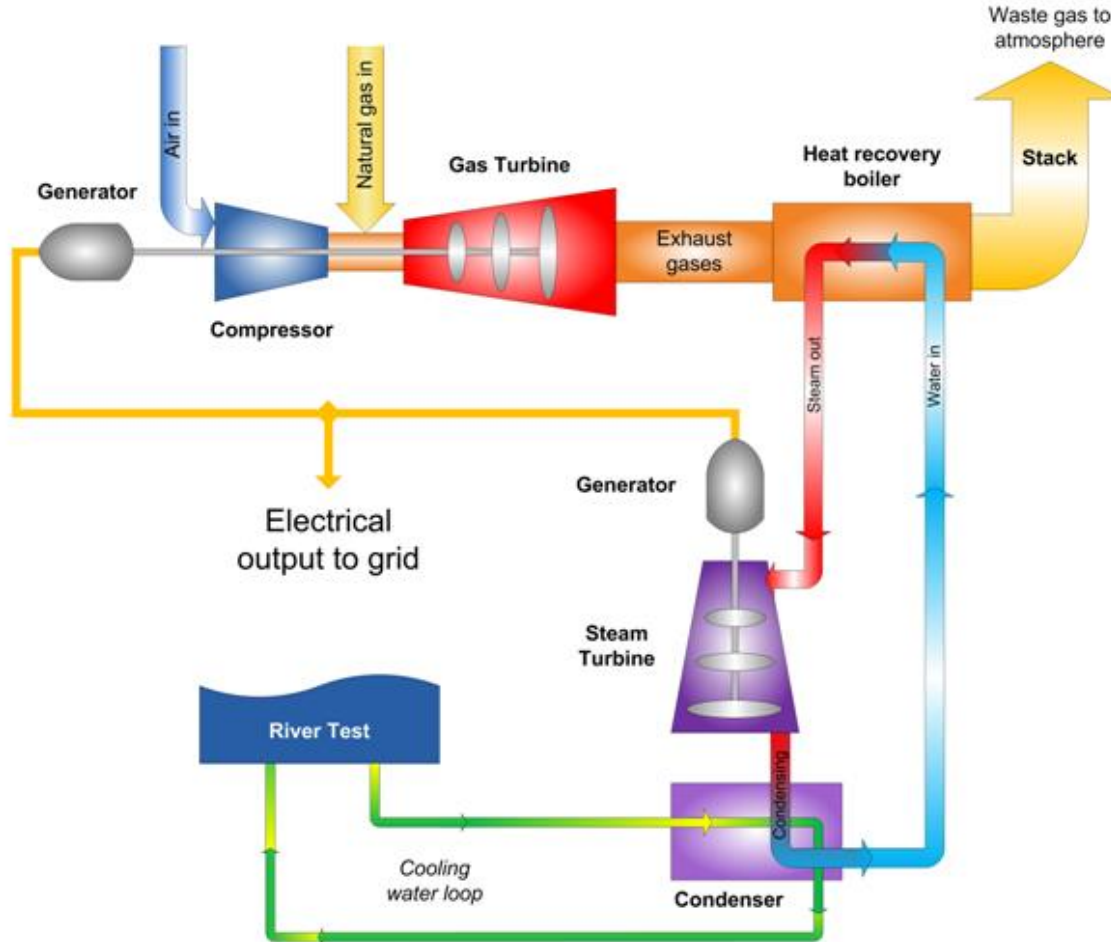 Waste gas to
atmosphere
Air in
Natural gas in
Gas Turbine
Heat recovery
boiler
Stack
Generator
Exhaust
gases
Compressor
Steam out
Water in
Generator
Electrical
output to grid
Steam
Turbine
River Test
Condensing
Cooling
water loop
Condenser